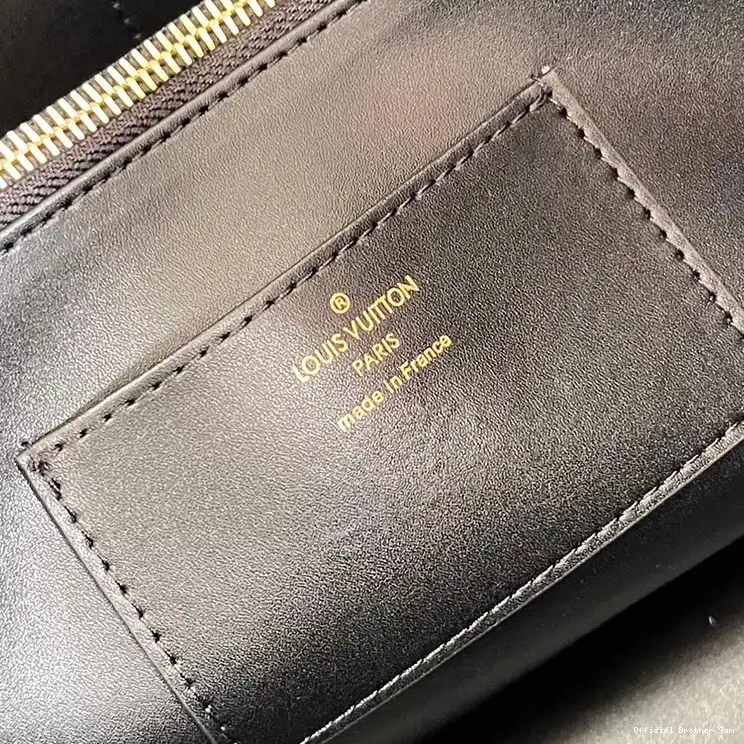 ®
LOUIS VUITTON
PARIS
made in France
Official Brother Sam